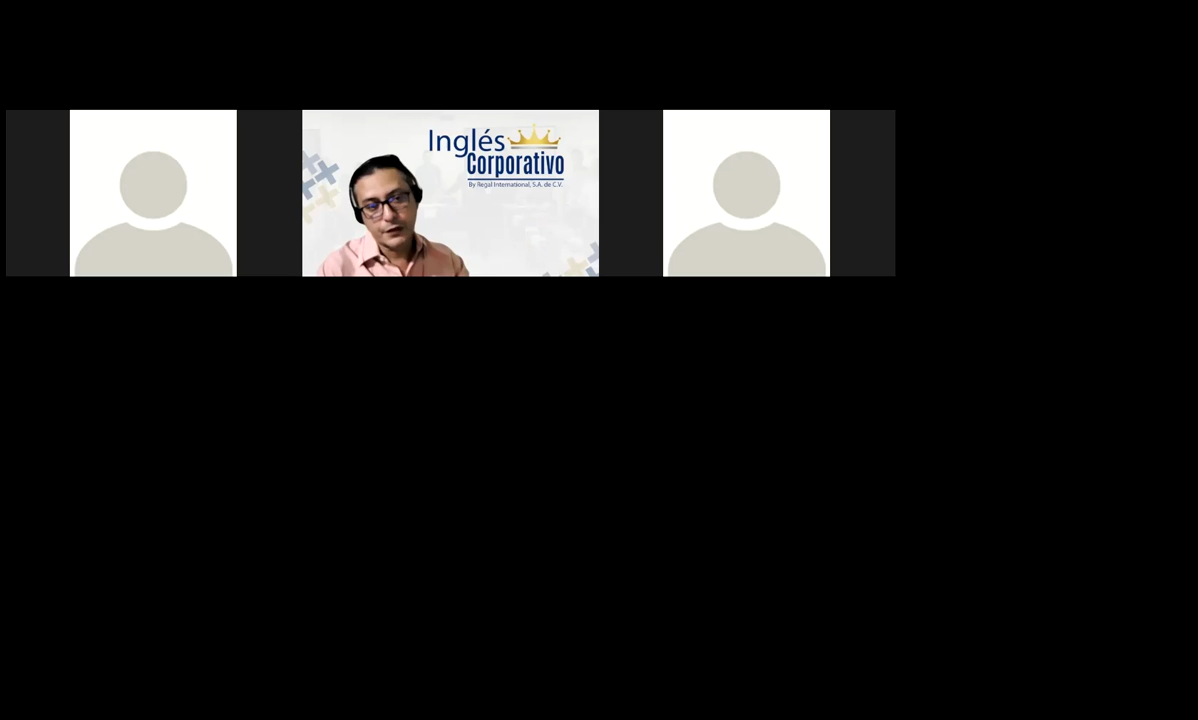 Inglés
Corporativo
By Regal International, S.A. de C.V.